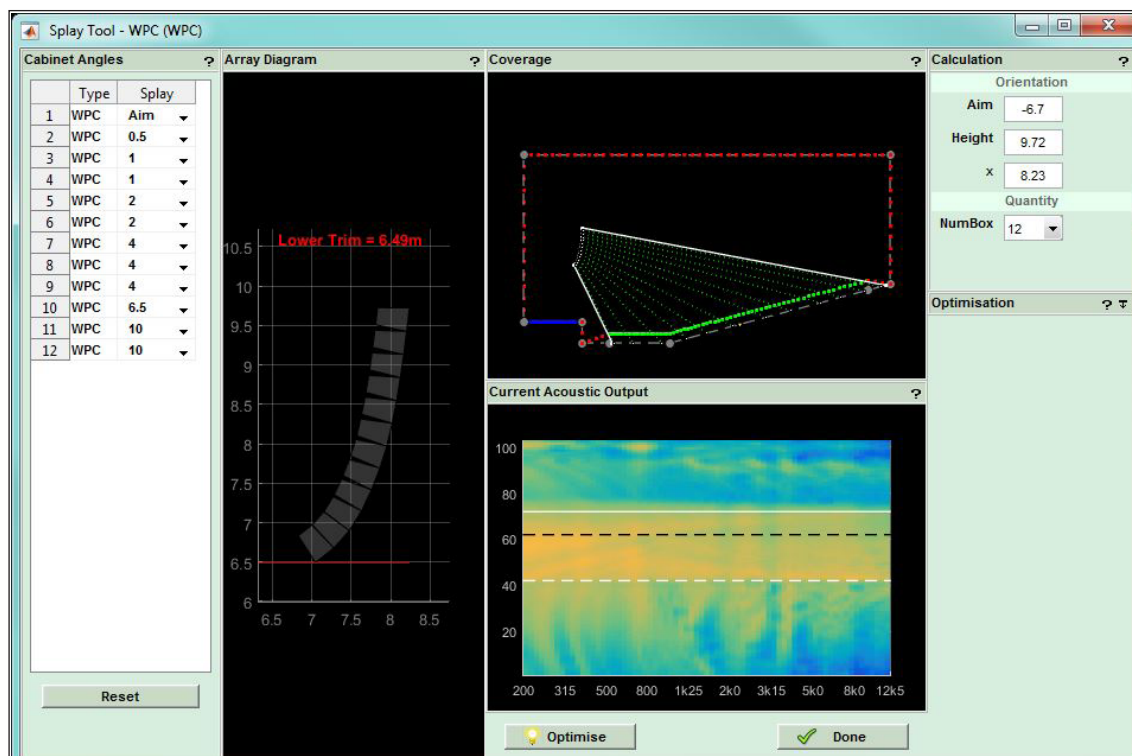 Splay Tool - WPC (WPC)
Cabinet Angles ?
Type Splay
1 WPC Aim
2 WPC 0.5
3 WPC 1
4 WPC 1
5 WPC 2
6 WPC 2
7 WPC 4
8 WPC 4
9 WPC 4
10 WPC 6.5
11 WPC 10
12 WPC 10
Reset
Array Diagram ?
Lower Trim = 6.49m
10.5
10
9.5
9
8.5
8
7.5
7
6.5
6
6.5 7 7.5 8 8.5
Coverage ?
Current Acoustic Output ?
100
80
60
40
20
200 315 500 800 1k25 2k0 3k15 5k0 8k0 12k5
Optimise Done
Calculation ?
Orientation
Aim -6.7
Height 9.72
x 8.23
Quantity
NumBox 12
Optimisation ?